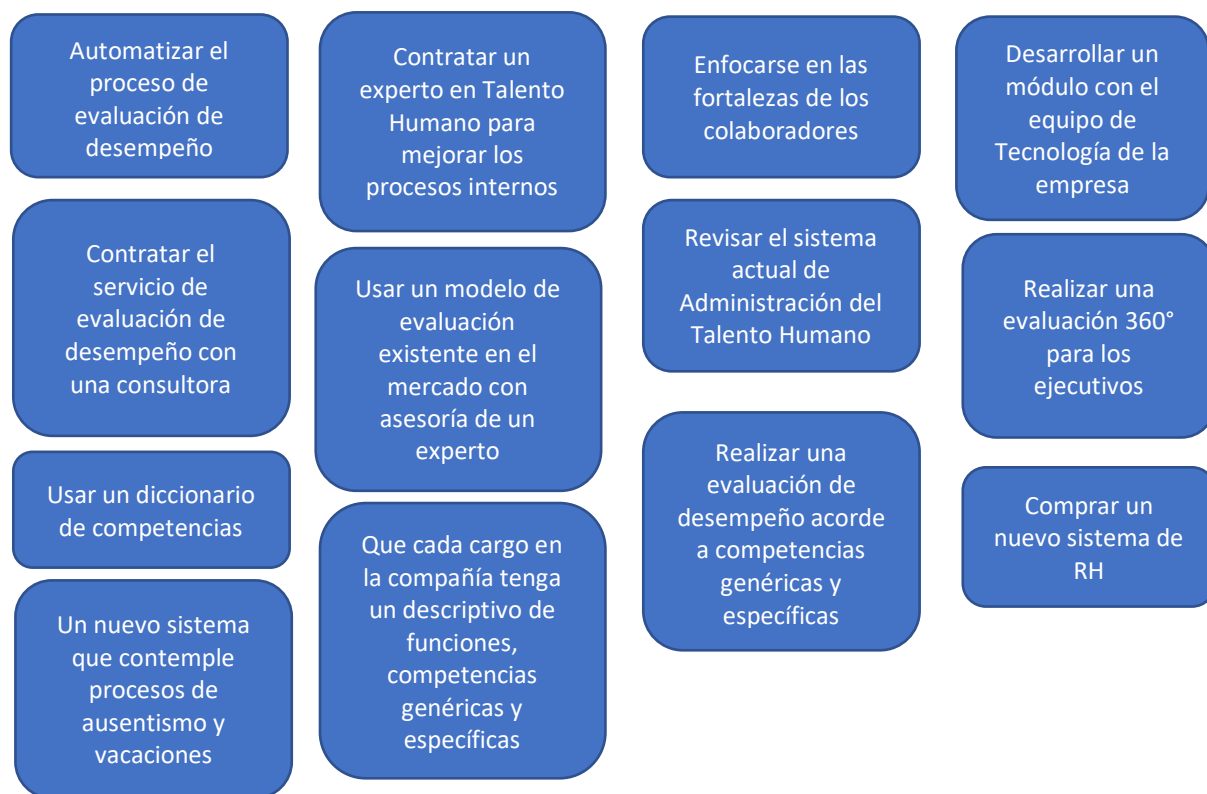 Automatizar el
proceso de
evaluación de
desempeño
Contratar el
servicio de
evaluación de
desempeño con
una consultora
Usar un diccionario
de competencias
Un nuevo sistema
que contemple
procesos de
ausentismo y
vacaciones
Contratar un
experto en Talento
Humano para
mejorar los
procesos internos
Usar un modelo de
evaluación
existente en el
mercado con
asesoría de un
experto
Que cada cargo en
la compañía tenga
un descriptivo de
funciones,
competencias
genéricas y
específicas
Enfocarse en las
fortalezas de los
colaboradores
Revisar el sistema
actual de
Administración del
Talento Humano
Realizar una
evaluación de
desempeño acorde
a competencias
genéricas y
específicas
Desarrollar un
módulo con el
equipo de
Tecnología de la
empresa
Realizar una
evaluación 360°
para los
ejecutivos
Comprar un
nuevo sistema de
RH